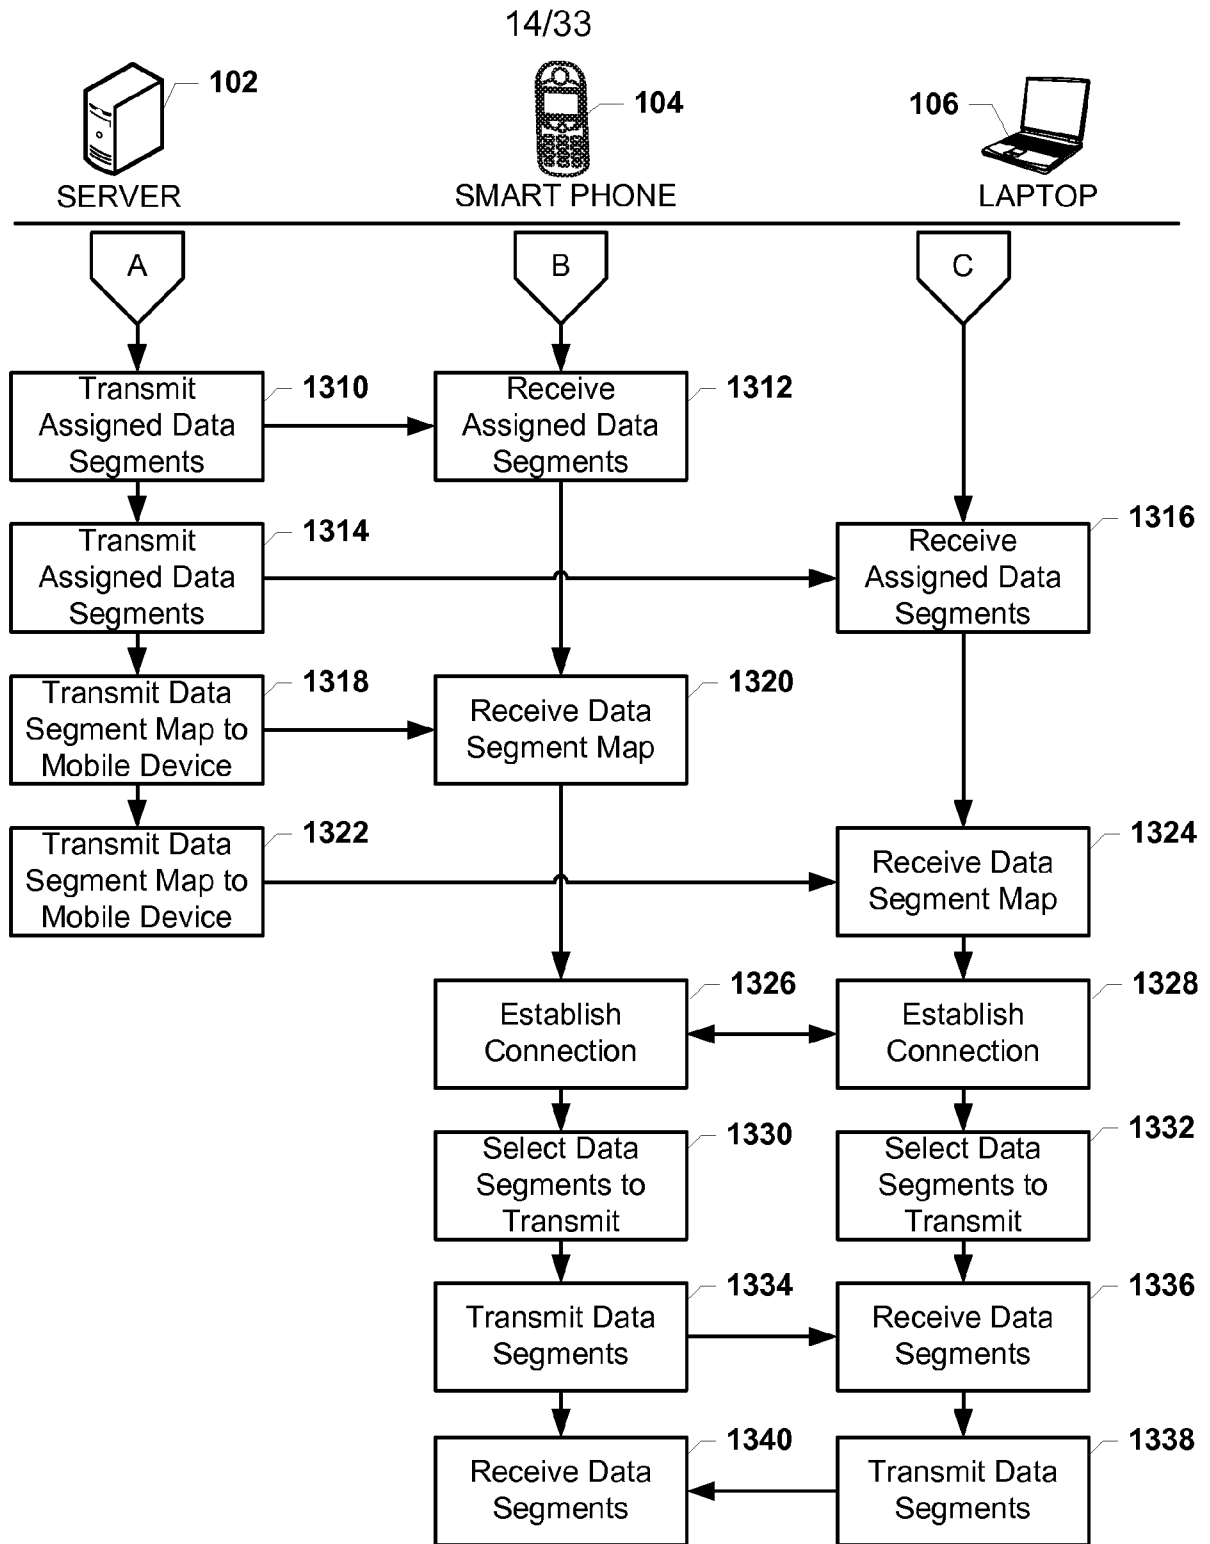 14/33
102
104
106
SERVER
SMART PHONE
LAPTOP
A
B
C
Transmit
Assigned Data
Segments
1310
Receive
Assigned Data
Segments
1312
Transmit
Assigned Data
Segments
1314
Receive
Assigned Data
Segments
1316
Transmit Data
Segment Map to
Mobile Device
1318
Receive Data
Segment Map
1320
Transmit Data
Segment Map to
Mobile Device
1322
Receive Data
Segment Map
1324
Establish
Connection
1326
Establish
Connection
1328
Select Data
Segments to
Transmit
1330
Select Data
Segments to
Transmit
1332
Transmit Data
Segments
1334
Receive Data
Segments
1336
Receive Data
Segments
1340
Transmit Data
Segments
1338